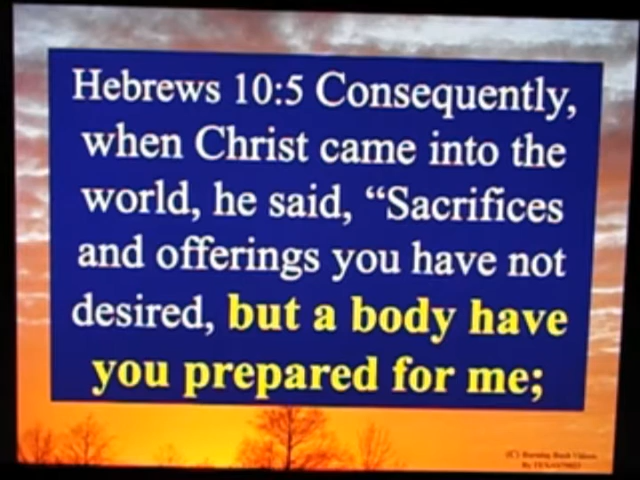 Hebrews 10:5 Consequently,
when Christ came into the
world, he said, “Sacrifices
and offerings you have not
desired, but a body have
you prepared for me;